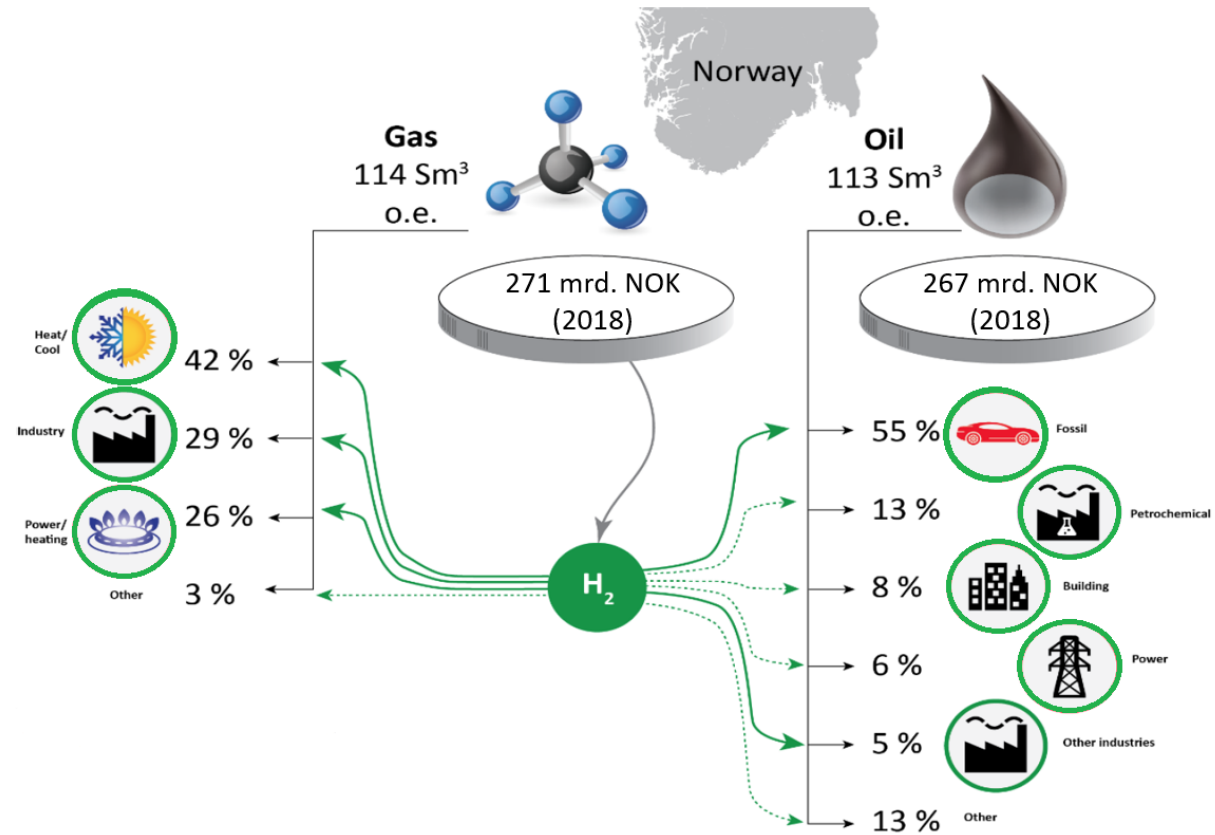 Norway
Gas
114 Sm³
o.e.
271 mrd. NOK
(2018)
Heat/
Cool
42 %
Industry
29 %
Power/
heating
26 %
Other
3 %
H₂
Oil
113 Sm³
o.e.
267 mrd. NOK
(2018)
55 %
Fossil
13 %
Petrochemical
8 %
Building
6 %
Power
5 %
Other industries
13 %
Other